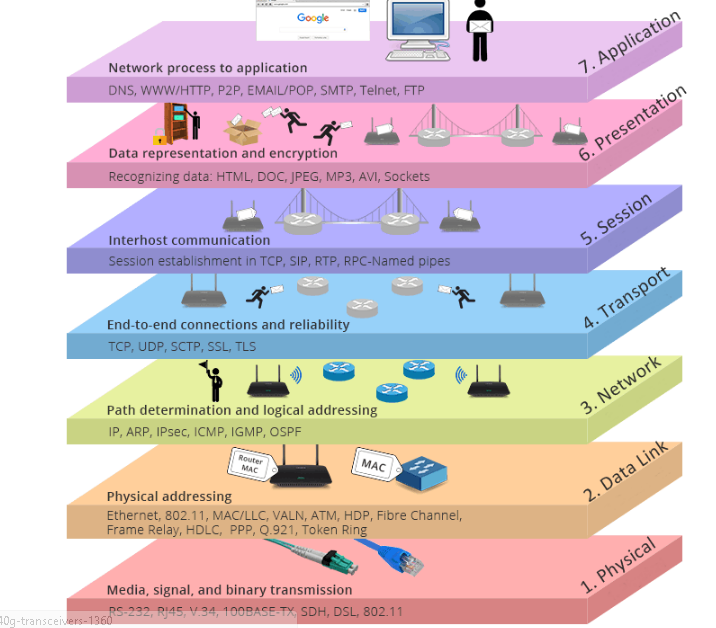 Google
7. Application
Network process to application
DNS, WWW/HTTP, P2P, EMAIL/POP, SMTP, Telnet, FTP
6. Presentation
Data representation and encryption
Recognizing data: HTML, DOC, JPEG, MP3, AVI, Sockets
5. Session
Interhost communication
Session establishment in TCP, SIP, RTP, RPC-Named pipes
4. Transport
End-to-end connections and reliability
TCP, UDP, SCTP, SSL, TLS
3. Network
Path determination and logical addressing
IP, ARP, IPsec, ICMP, IGMP, OSPF
2. Data Link
Router
MAC
MAC
Physical addressing
Ethernet, 802.11, MAC/LLC, VALN, ATM, HDP, Fibre Channel,
Frame Relay, HDLC, PPP, Q.921, Token Ring
1. Physical
Media, signal, and binary transmission
RS-232, RJ45, V.34, 100BASE-TX, SDH, DSL, 802.11
40g-transceivers-1360